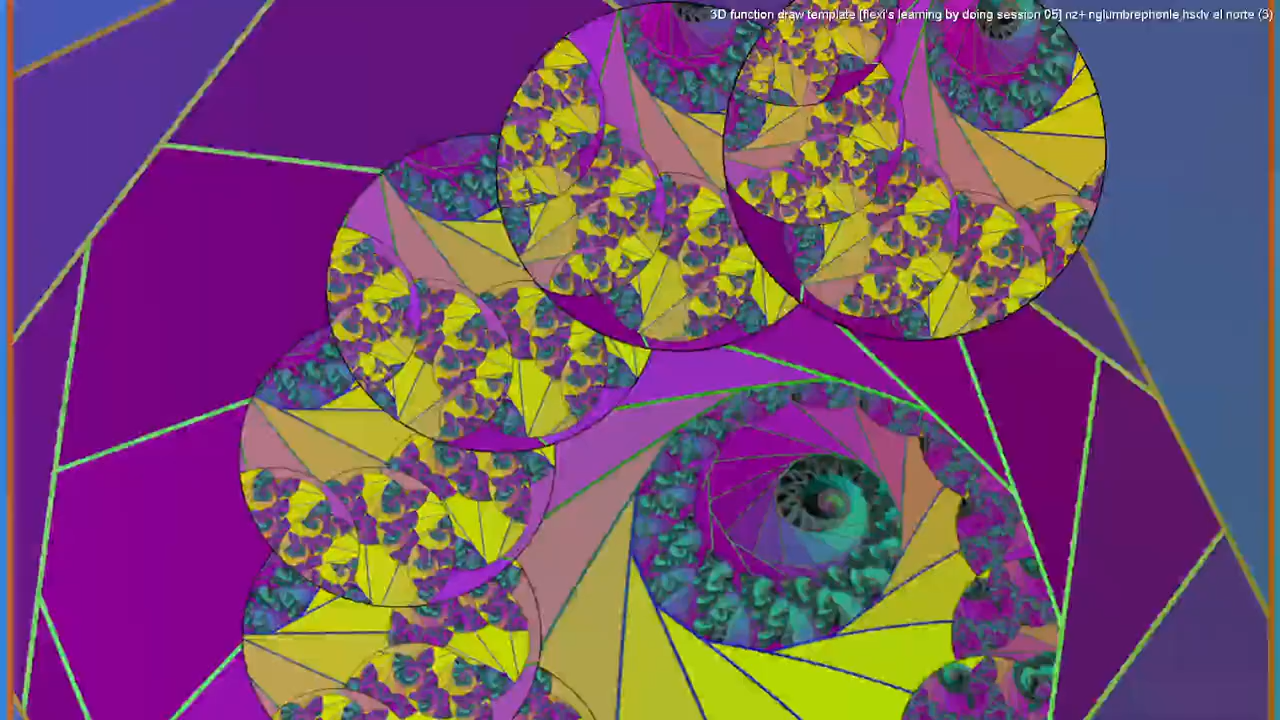 3D function draw template [flexi's learning by doing session 05] nz+ nglumbrephonle hsdv el norte (3)